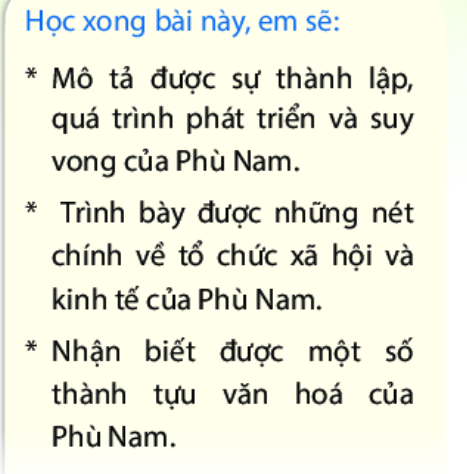 Học xong bài này, em sẽ:
* Mô tả được sự thành lập,
quá trình phát triển và suy
vong của Phù Nam.
* Trình bày được những nét
chính về tổ chức xã hội và
kinh tế của Phù Nam.
* Nhận biết được một số
thành tựu văn hoá của
Phù Nam.